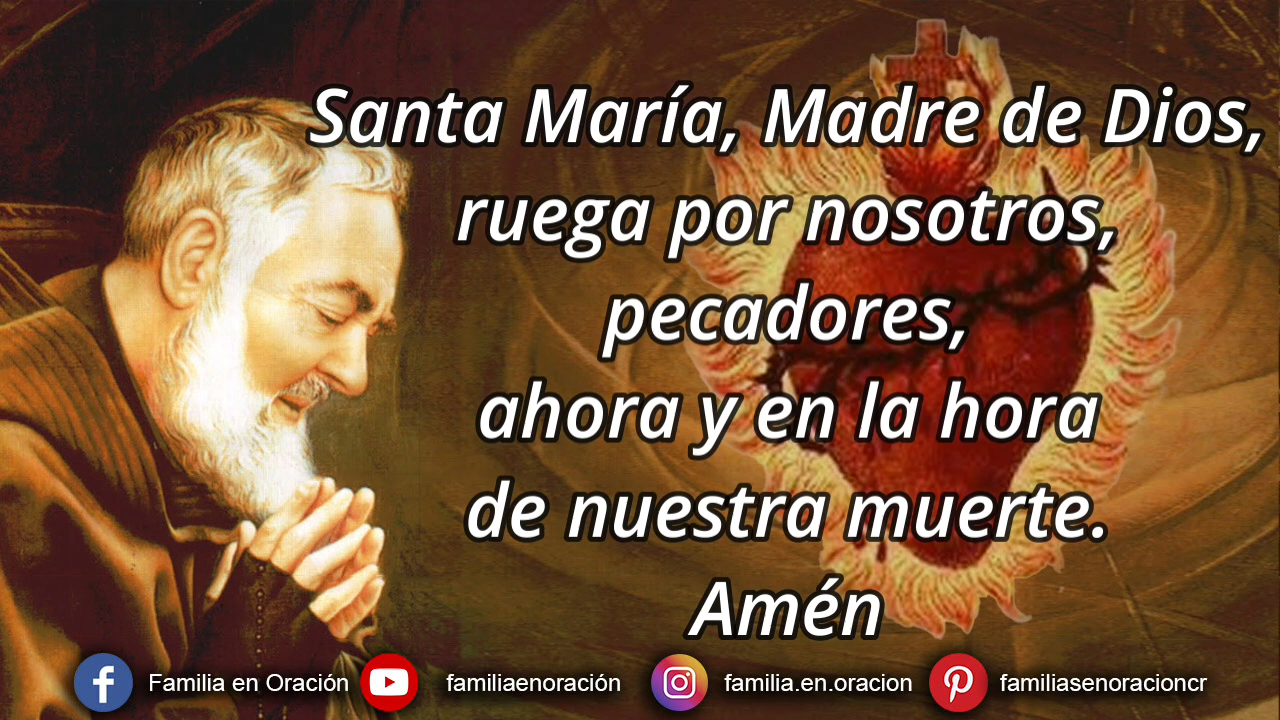 Santa María, Madre de Dios,
ruega por nosotros,
pecadores,
ahora y en la hora
de nuestra muerte.
Amén
Familia en Oración
familiaenoración
familia.en.oracion
familiasenoracioncr